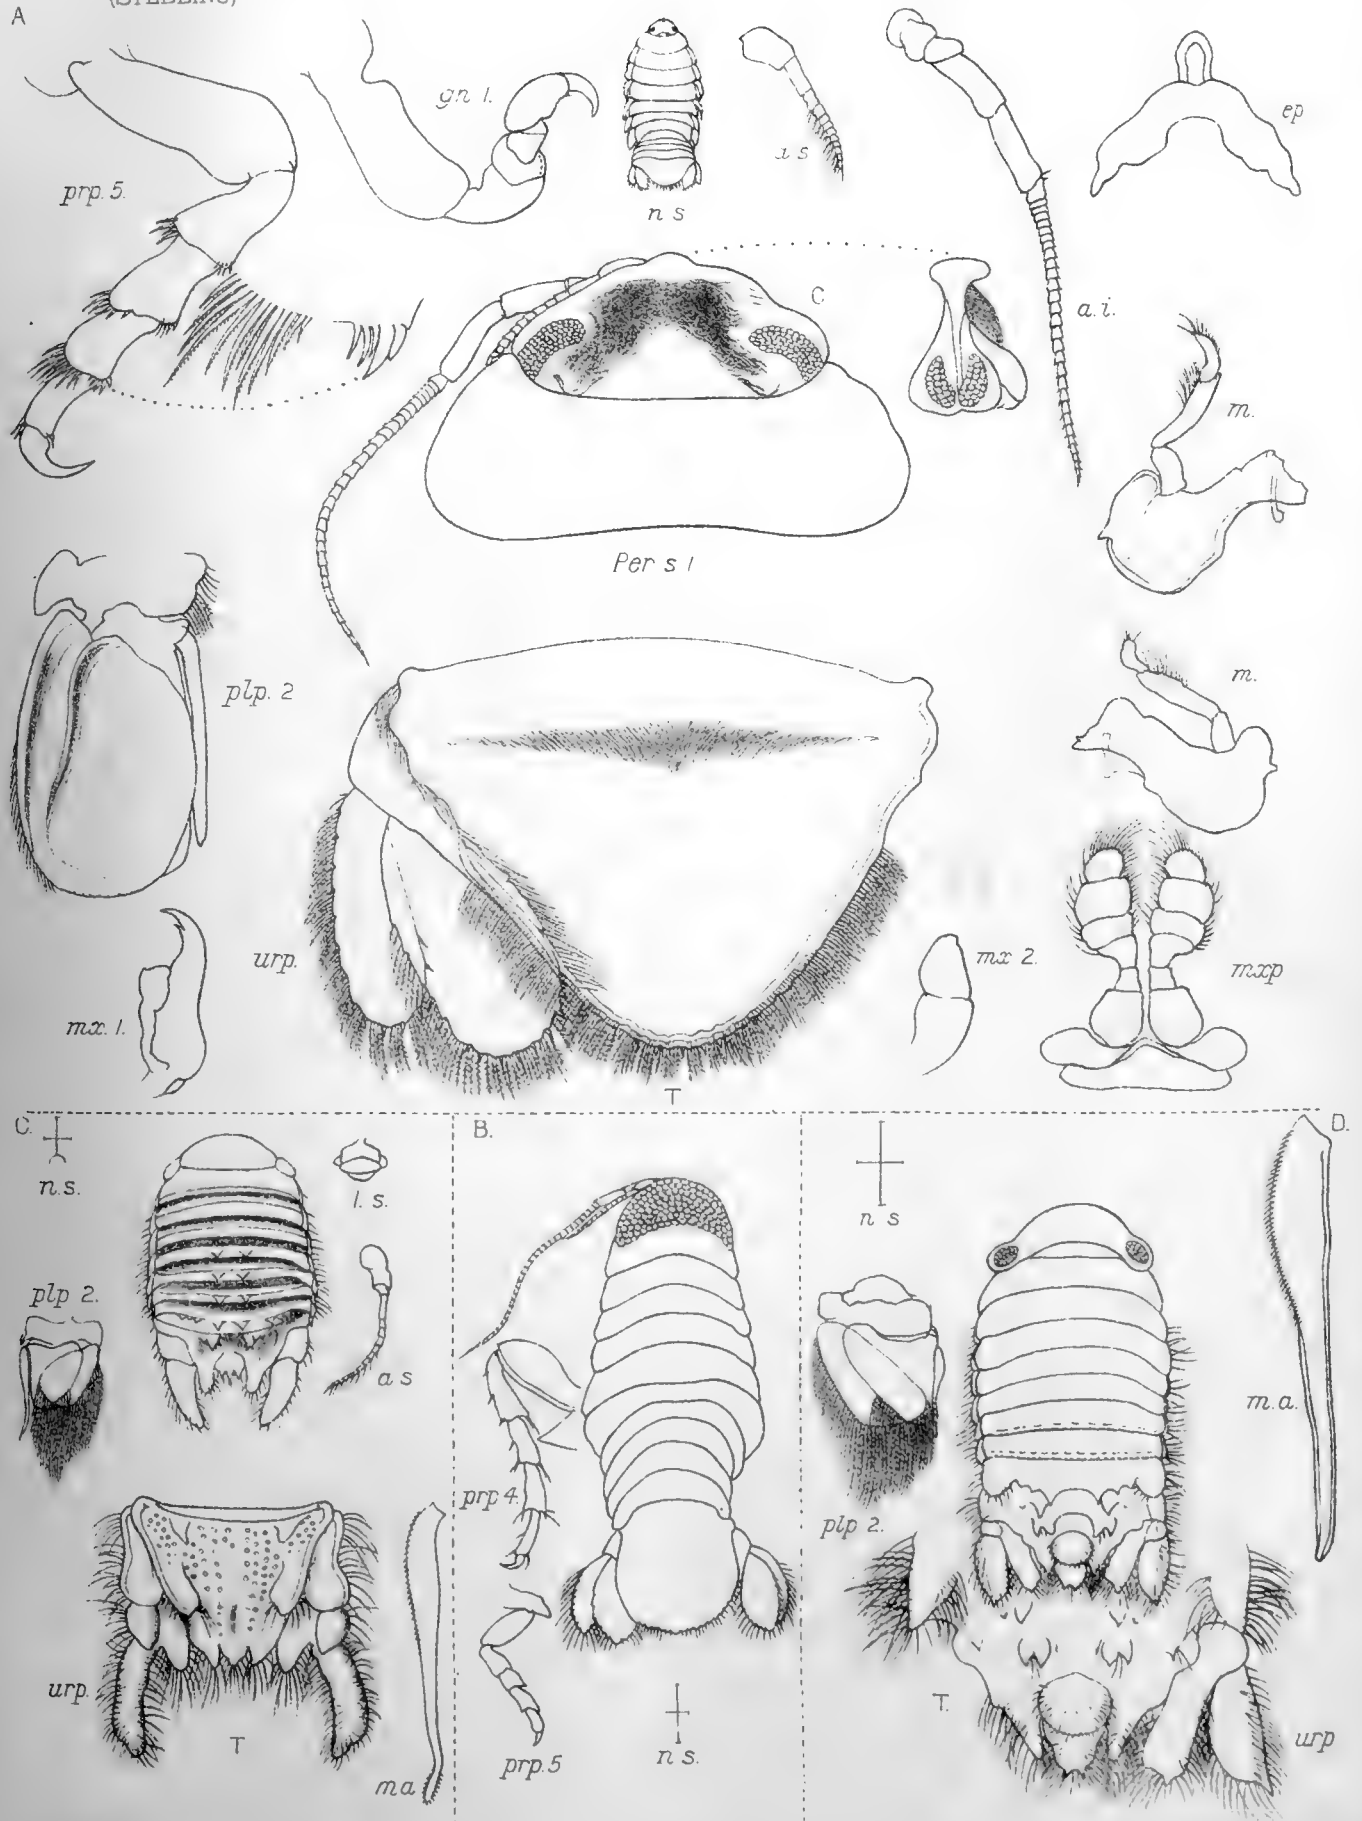 (STEBBING)
A
gn 1.
prp. 5.
a s
n s
ep
C
a. i.
m.
Per s 1
plp. 2
m.
urp.
mx. 1.
mx 2.
mxp
T
C.
n.s.
l. s.
B.
D.
n s
plp 2.
a s
m. a.
prp 4.
plp 2.
urp.
T
m a
prp. 5
n s.
T.
urp